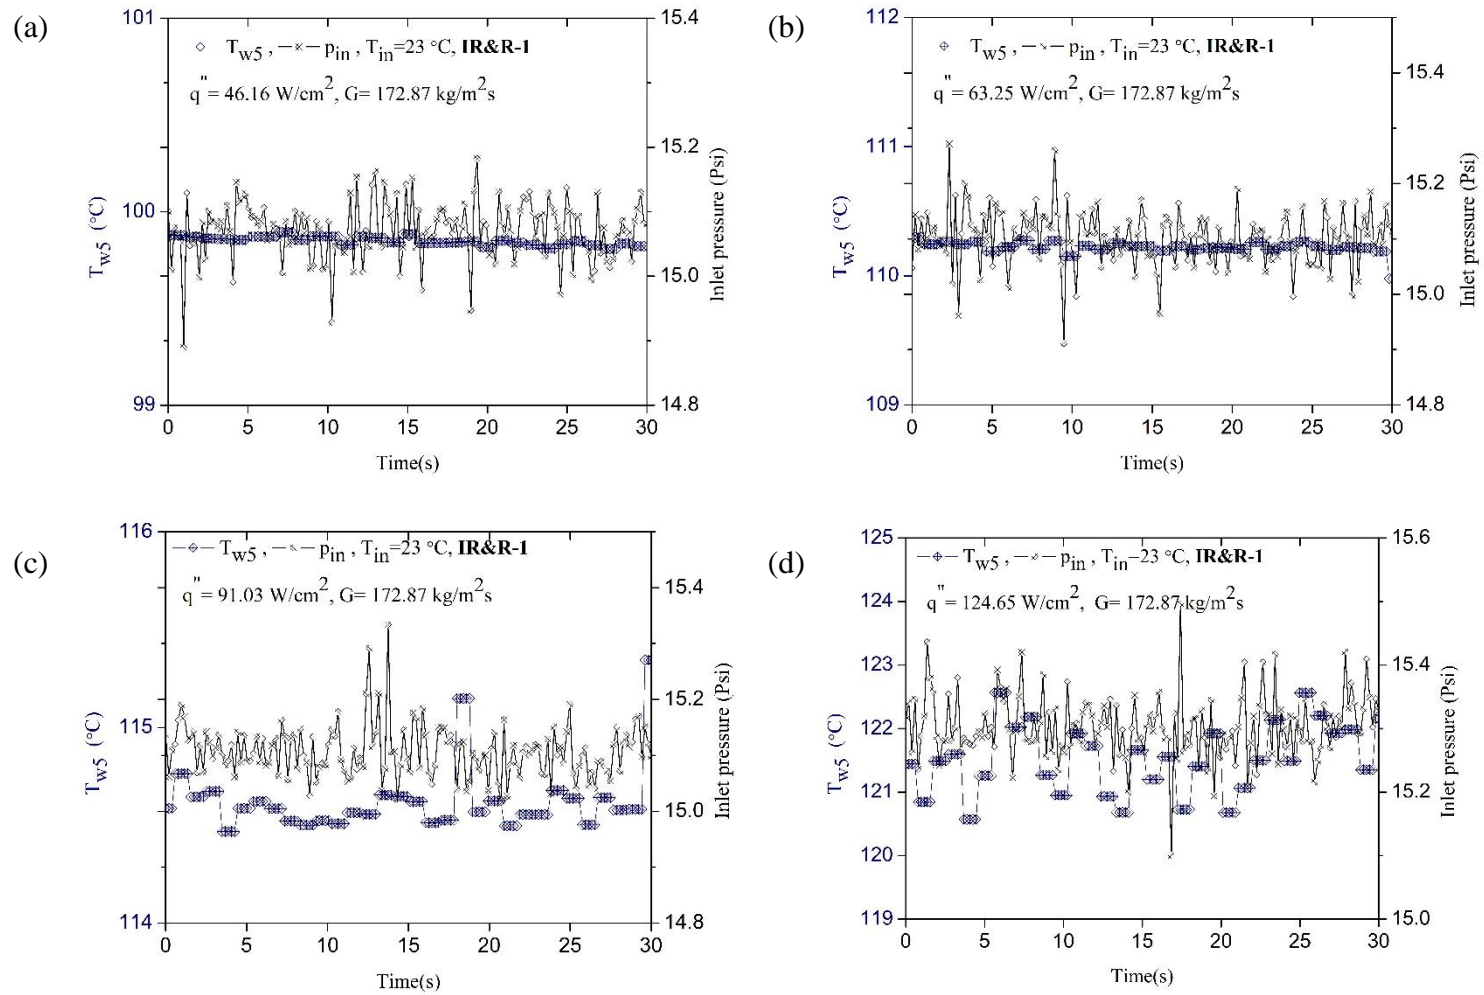 (a)
101
15.4
T_w5 , —×— p_in , T_in=23 °C, IR&R-1
q"= 46.16 W/cm², G= 172.87 kg/m²s
15.2
100
15.0
99
14.8
T_w5 (°C)
Inlet pressure (Psi)
0 5 10 15 20 25 30
Time(s)
(b)
112
15.4
T_w5 , —×— p_in , T_in=23 °C, IR&R-1
q"= 63.25 W/cm², G= 172.87 kg/m²s
111
15.2
110
15.0
109
14.8
T_w5 (°C)
Inlet pressure (Psi)
0 5 10 15 20 25 30
Time(s)
(c)
116
T_w5 , —×— p_in , T_in=23 °C, IR&R-1
15.4
q"= 91.03 W/cm², G= 172.87 kg/m²s
15.2
115
15.0
114
14.8
T_w5 (°C)
Inlet pressure (Psi)
0 5 10 15 20 25 30
Time(s)
(d)
125
15.6
T_w5 , —×— p_in , T_in=23 °C, IR&R-1
q"= 124.65 W/cm², G= 172.87 kg/m²s
124
123
15.4
122
121
15.2
120
119
15.0
T_w5 (°C)
Inlet pressure (Psi)
0 5 10 15 20 25 30
Time(s)